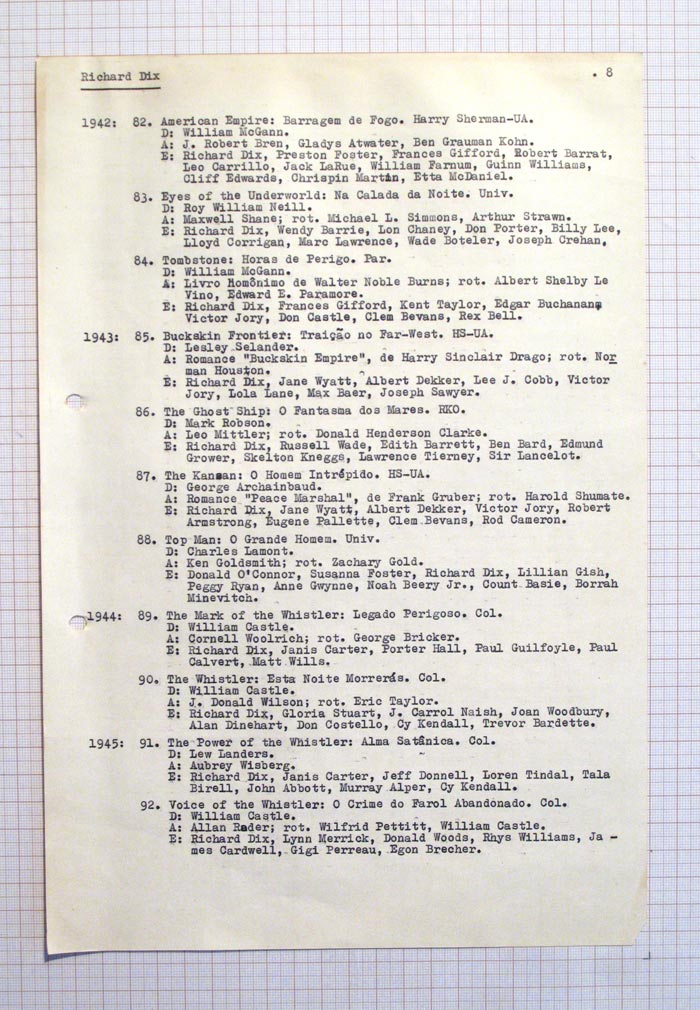 Richard Dix
. 8
1942: 82. American Empire: Barragem de Fogo. Harry Sherman-UA.
D: William McGann.
A: J. Robert Bren, Gladys Atwater, Ben Grauman Kohn.
E: Richard Dix, Preston Foster, Frances Gifford, Robert Barrat,
Leo Carrillo, Jack LaRue, William Farnum, Guinn Williams,
Cliff Edwards, Chrispin Martin, Etta McDaniel.
83. Eyes of the Underworld: Na Calada da Noite. Univ.
D: Roy William Neill.
A: Maxwell Shane; rot. Michael L. Simmons, Arthur Strawn.
E: Richard Dix, Wendy Barrie, Lon Chaney, Don Porter, Billy Lee,
Lloyd Corrigan, Marc Lawrence, Wade Boteler, Joseph Crehan.
84. Tombstone: Horas de Perigo. Par.
D: William McGann.
A: Livro Homônimo de Walter Noble Burns; rot. Albert Shelby Le
Vino, Edward E. Paramore.
E: Richard Dix, Frances Gifford, Kent Taylor, Edgar Buchanan,
Victor Jory, Don Castle, Clem Bevans, Rex Bell.
1943: 85. Buckskin Frontier: Traição no Far-West. HS-UA.
D: Lesley Selander.
A: Romance "Buckskin Empire", de Harry Sinclair Drago; rot. Nor
man Houston.
E: Richard Dix, Jane Wyatt, Albert Dekker, Lee J. Cobb, Victor
Jory, Lola Lane, Max Baer, Joseph Sawyer.
86. The Ghost Ship: O Fantasma dos Mares. RKO.
D: Mark Robson.
A: Leo Mittler; rot. Donald Henderson Clarke.
E: Richard Dix, Russell Wade, Edith Barrett, Ben Bard, Edmund
Grower, Skelton Kneggs, Lawrence Tierney, Sir Lancelot.
87. The Kansan: O Homem Intrépido. HS-UA.
D: George Archainbaud.
A: Romance "Peace Marshal", de Frank Gruber; rot. Harold Shumate.
E: Richard Dix, Jane Wyatt, Albert Dekker, Victor Jory, Robert
Armstrong, Eugene Pallette, Clem Bevans, Rod Cameron.
88. Top Man: O Grande Homem. Univ.
D: Charles Lamont.
A: Ken Goldsmith; rot. Zachary Gold.
E: Donald O'Connor, Susanna Foster, Richard Dix, Lillian Gish,
Peggy Ryan, Anne Gwynne, Noah Beery Jr., Count Basie, Borrah
Minevitch.
1944: 89. The Mark of the Whistler: Legado Perigoso. Col.
D: William Castle.
A: Cornell Woolrich; rot. George Bricker.
E: Richard Dix, Janis Carter, Porter Hall, Paul Guilfoyle, Paul
Calvert, Matt Wills.
90. The Whistler: Esta Noite Morrerás. Col.
D: William Castle.
A: J. Donald Wilson; rot. Eric Taylor.
E: Richard Dix, Gloria Stuart, J. Carrol Naish, Joan Woodbury,
Alan Dinehart, Don Costello, Cy Kendall, Trevor Bardette.
1945: 91. The Power of the Whistler: Alma Satânica. Col.
D: Lew Landers.
A: Aubrey Wisberg.
E: Richard Dix, Janis Carter, Jeff Donnell, Loren Tindal, Tala
Birell, John Abbott, Murray Alper, Cy Kendall.
92. Voice of the Whistler: O Crime do Farol Abandonado. Col.
D: William Castle.
A: Allan Rader; rot. Wilfrid Pettitt, William Castle.
E: Richard Dix, Lynn Merrick, Donald Woods, Rhys Williams, Ja -
mes Cardwell, Gigi Perreau, Egon Brecher.